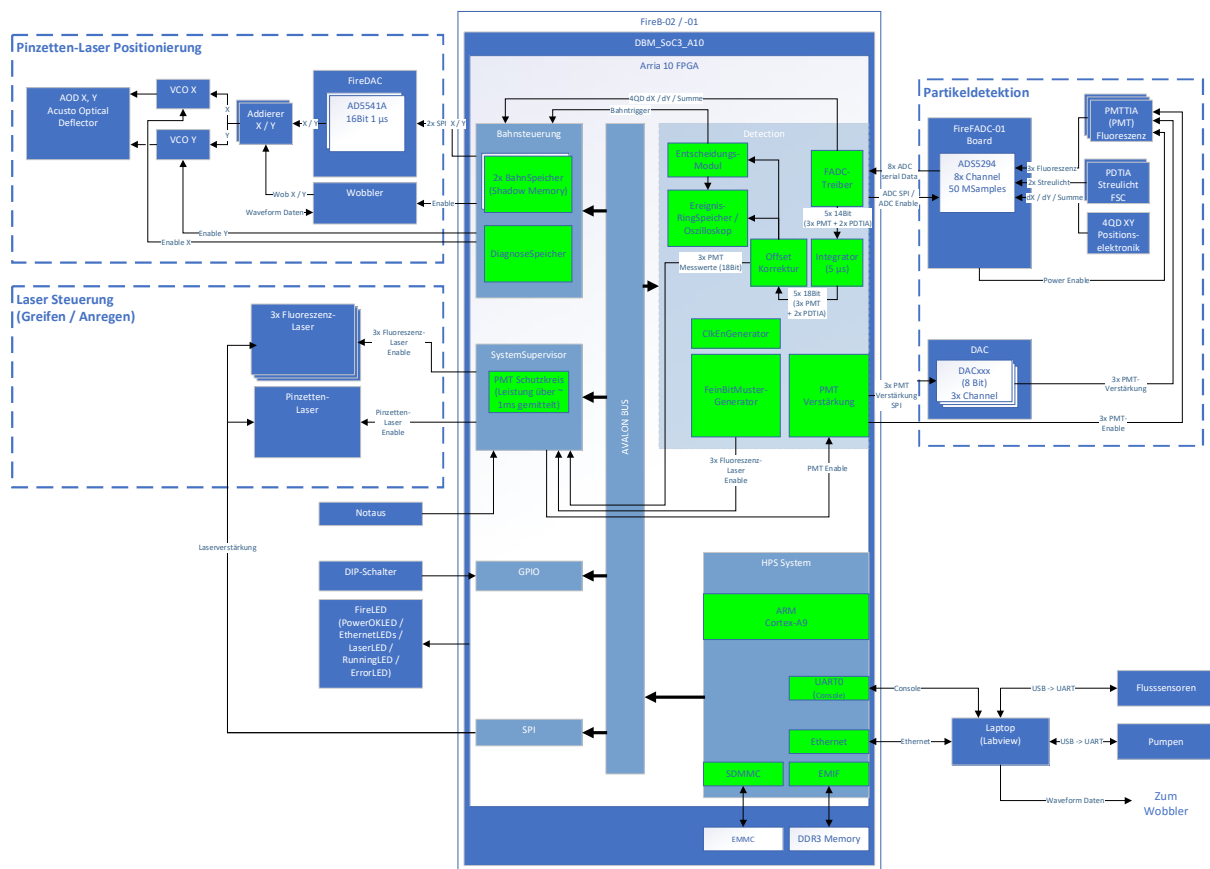 FireB-02 / -01
DBM_SoC3_A10
Arria 10 FPGA
Pinzetten-Laser Positionierung
AOD X, Y
Acusto Optical
Deflector
VCO X
VCO Y
X
Y
Addierer
X / Y
X / Y
FireDAC
AD5541A
16Bit 1 µs
2x SPI X / Y
Wobbler
Wob X / Y
Waveform Daten
Enable
Enable Y
Enable X
Bahnsteuerung
2x BahnSpeicher
(Shadow Memory)
DiagnoseSpeicher
4QD dX / dY / Summe
Bahntrigger
Detection
Entscheidungs-
Modul
Ereignis-
RingSpeicher /
Oszilloskop
FADC-
Treiber
5x 14Bit
(3x PMT + 2x PDTIA)
3x PMT
Messwerte (18Bit)
Offset
Korrektur
Integrator
(5 µs)
5x 18Bit
(3x PMT
+ 2x PDTIA)
ClkEnGenerator
FeinBitMuster-
Generator
PMT
Verstärkung
3x Fluoreszenz-
Laser
Enable
PMT Enable
AVALON BUS
8x ADC
serial Data
ADC SPI /
ADC Enable
Partikeldetektion
FireFADC-01
Board
ADS5294
8x Channel
50 MSamples
3x Fluoreszenz
2x Streulicht
dX / dY / Summe
PMTTIA
(PMT)
Fluoreszenz
PDTIA
Streulicht
FSC
4QD XY
Positions-
elektronik
Power Enable
DAC
DACxxx
(8 Bit)
3x Channel
3x PMT
Verstärkung
SPI
3x PMT-
Verstärkung
3x PMT-
Enable
Laser Steuerung
(Greifen / Anregen)
3x Fluoreszenz-
Laser
3x Fluoreszenz-
Laser
Enable
Pinzetten-
Laser
Pinzetten-
Laser
Enable
SystemSupervisor
PMT Schutzkreis
(Leistung über ~
1ms gemittelt)
Notaus
Laserverstärkung
DIP-Schalter
GPIO
FireLED
(PowerOKLED /
EthernetLEDs /
LaserLED /
RunningLED /
ErrorLED)
SPI
HPS System
ARM
Cortex-A9
UART0
(Console)
Ethernet
SDMMC
EMIF
EMMC
DDR3 Memory
Console
Ethernet
Laptop
(Labview)
USB -> UART
Flusssensoren
USB -> UART
Pumpen
Waveform Daten
Zum
Wobbler